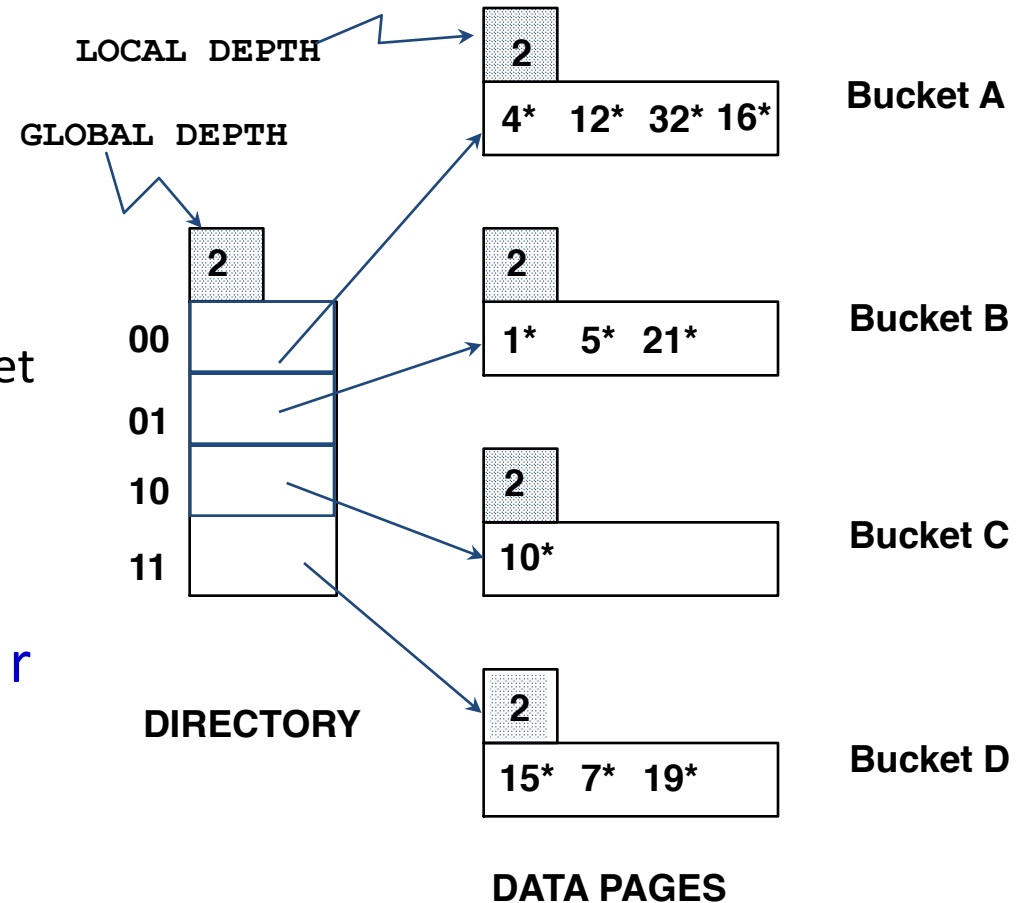 LOCAL DEPTH
2
Bucket A
4* 12* 32* 16*
GLOBAL DEPTH
2
2
00
Bucket B
1* 5* 21*
et
01
2
10
Bucket C
10*
11
r
2
DIRECTORY
Bucket D
15* 7* 19*
DATA PAGES